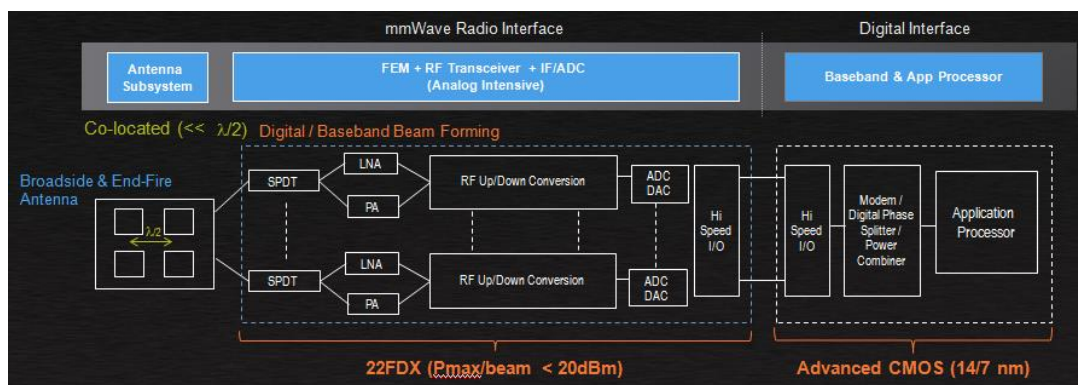 mmWave Radio Interface
Digital Interface
Antenna
Subsystem
FEM + RF Transceiver + IF/ADC
(Analog Intensive)
Baseband & App Processor
Co-located (<< λ/2)
Digital / Baseband Beam Forming
Broadside & End-Fire
Antenna
λ/2
SPDT
LNA
PA
RF Up/Down Conversion
ADC
DAC
Hi
Speed
I/O
Hi
Speed
I/O
Modem /
Digital Phase
Splitter /
Power
Combiner
Application
Processor
SPDT
LNA
PA
RF Up/Down Conversion
ADC
DAC
22FDX (Pmax/beam < 20dBm)
Advanced CMOS (14/7 nm)